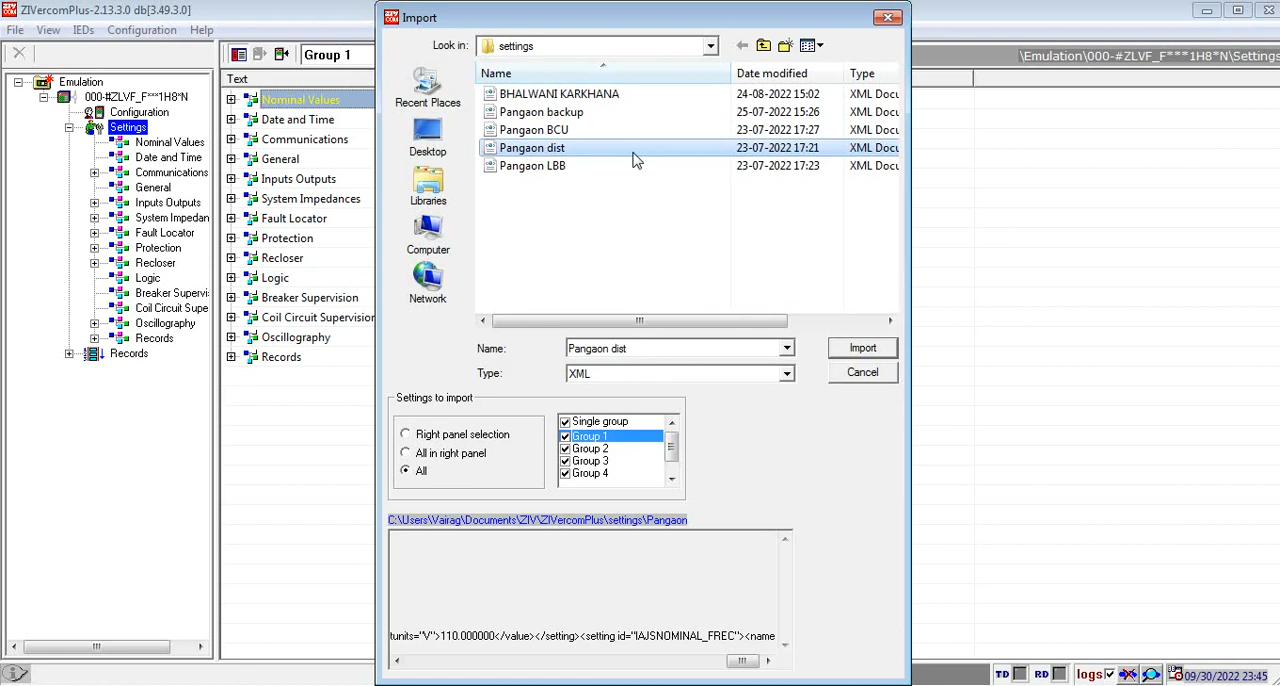 ZIVercomPlus-2.13.3.0 db[3.49.3.0]
File View IEDs Configuration Help
Group 1
\Emulation\000-#ZLVF_F***1H8*N\Settings
Emulation
000-#ZLVF_F***1H8*N
Configuration
Settings
Nominal Values
Date and Time
Communications
General
Inputs Outputs
System Impedan
Fault Locator
Protection
Recloser
Logic
Breaker Supervi
Coil Circuit Supe
Oscillography
Records
Records
Text
Nominal Values
Date and Time
Communications
General
Inputs Outputs
System Impedances
Fault Locator
Protection
Recloser
Logic
Breaker Supervision
Coil Circuit Supervision
Oscillography
Records
Import
Look in: settings
Recent Places
Desktop
Libraries
Computer
Network
Name Date modified Type
BHALWANI KARKHANA 24-08-2022 15:02 XML Docu
Pangaon backup 25-07-2022 15:26 XML Docu
Pangaon BCU 23-07-2022 17:27 XML Docu
Pangaon dist 23-07-2022 17:21 XML Docu
Pangaon LBB 23-07-2022 17:23 XML Docu
Name: Pangaon dist Import
Type: XML Cancel
Settings to import
Right panel selection
All in right panel
All
Single group
Group 1
Group 2
Group 3
Group 4
C:\Users\Vairag\Documents\ZIV\ZIVercomPlus\settings\Pangaon
tunits="V">110.000000</value></setting><setting id="IAJSNOMINAL_FREC"><name
TD RD logs 09/30/2022 23:45